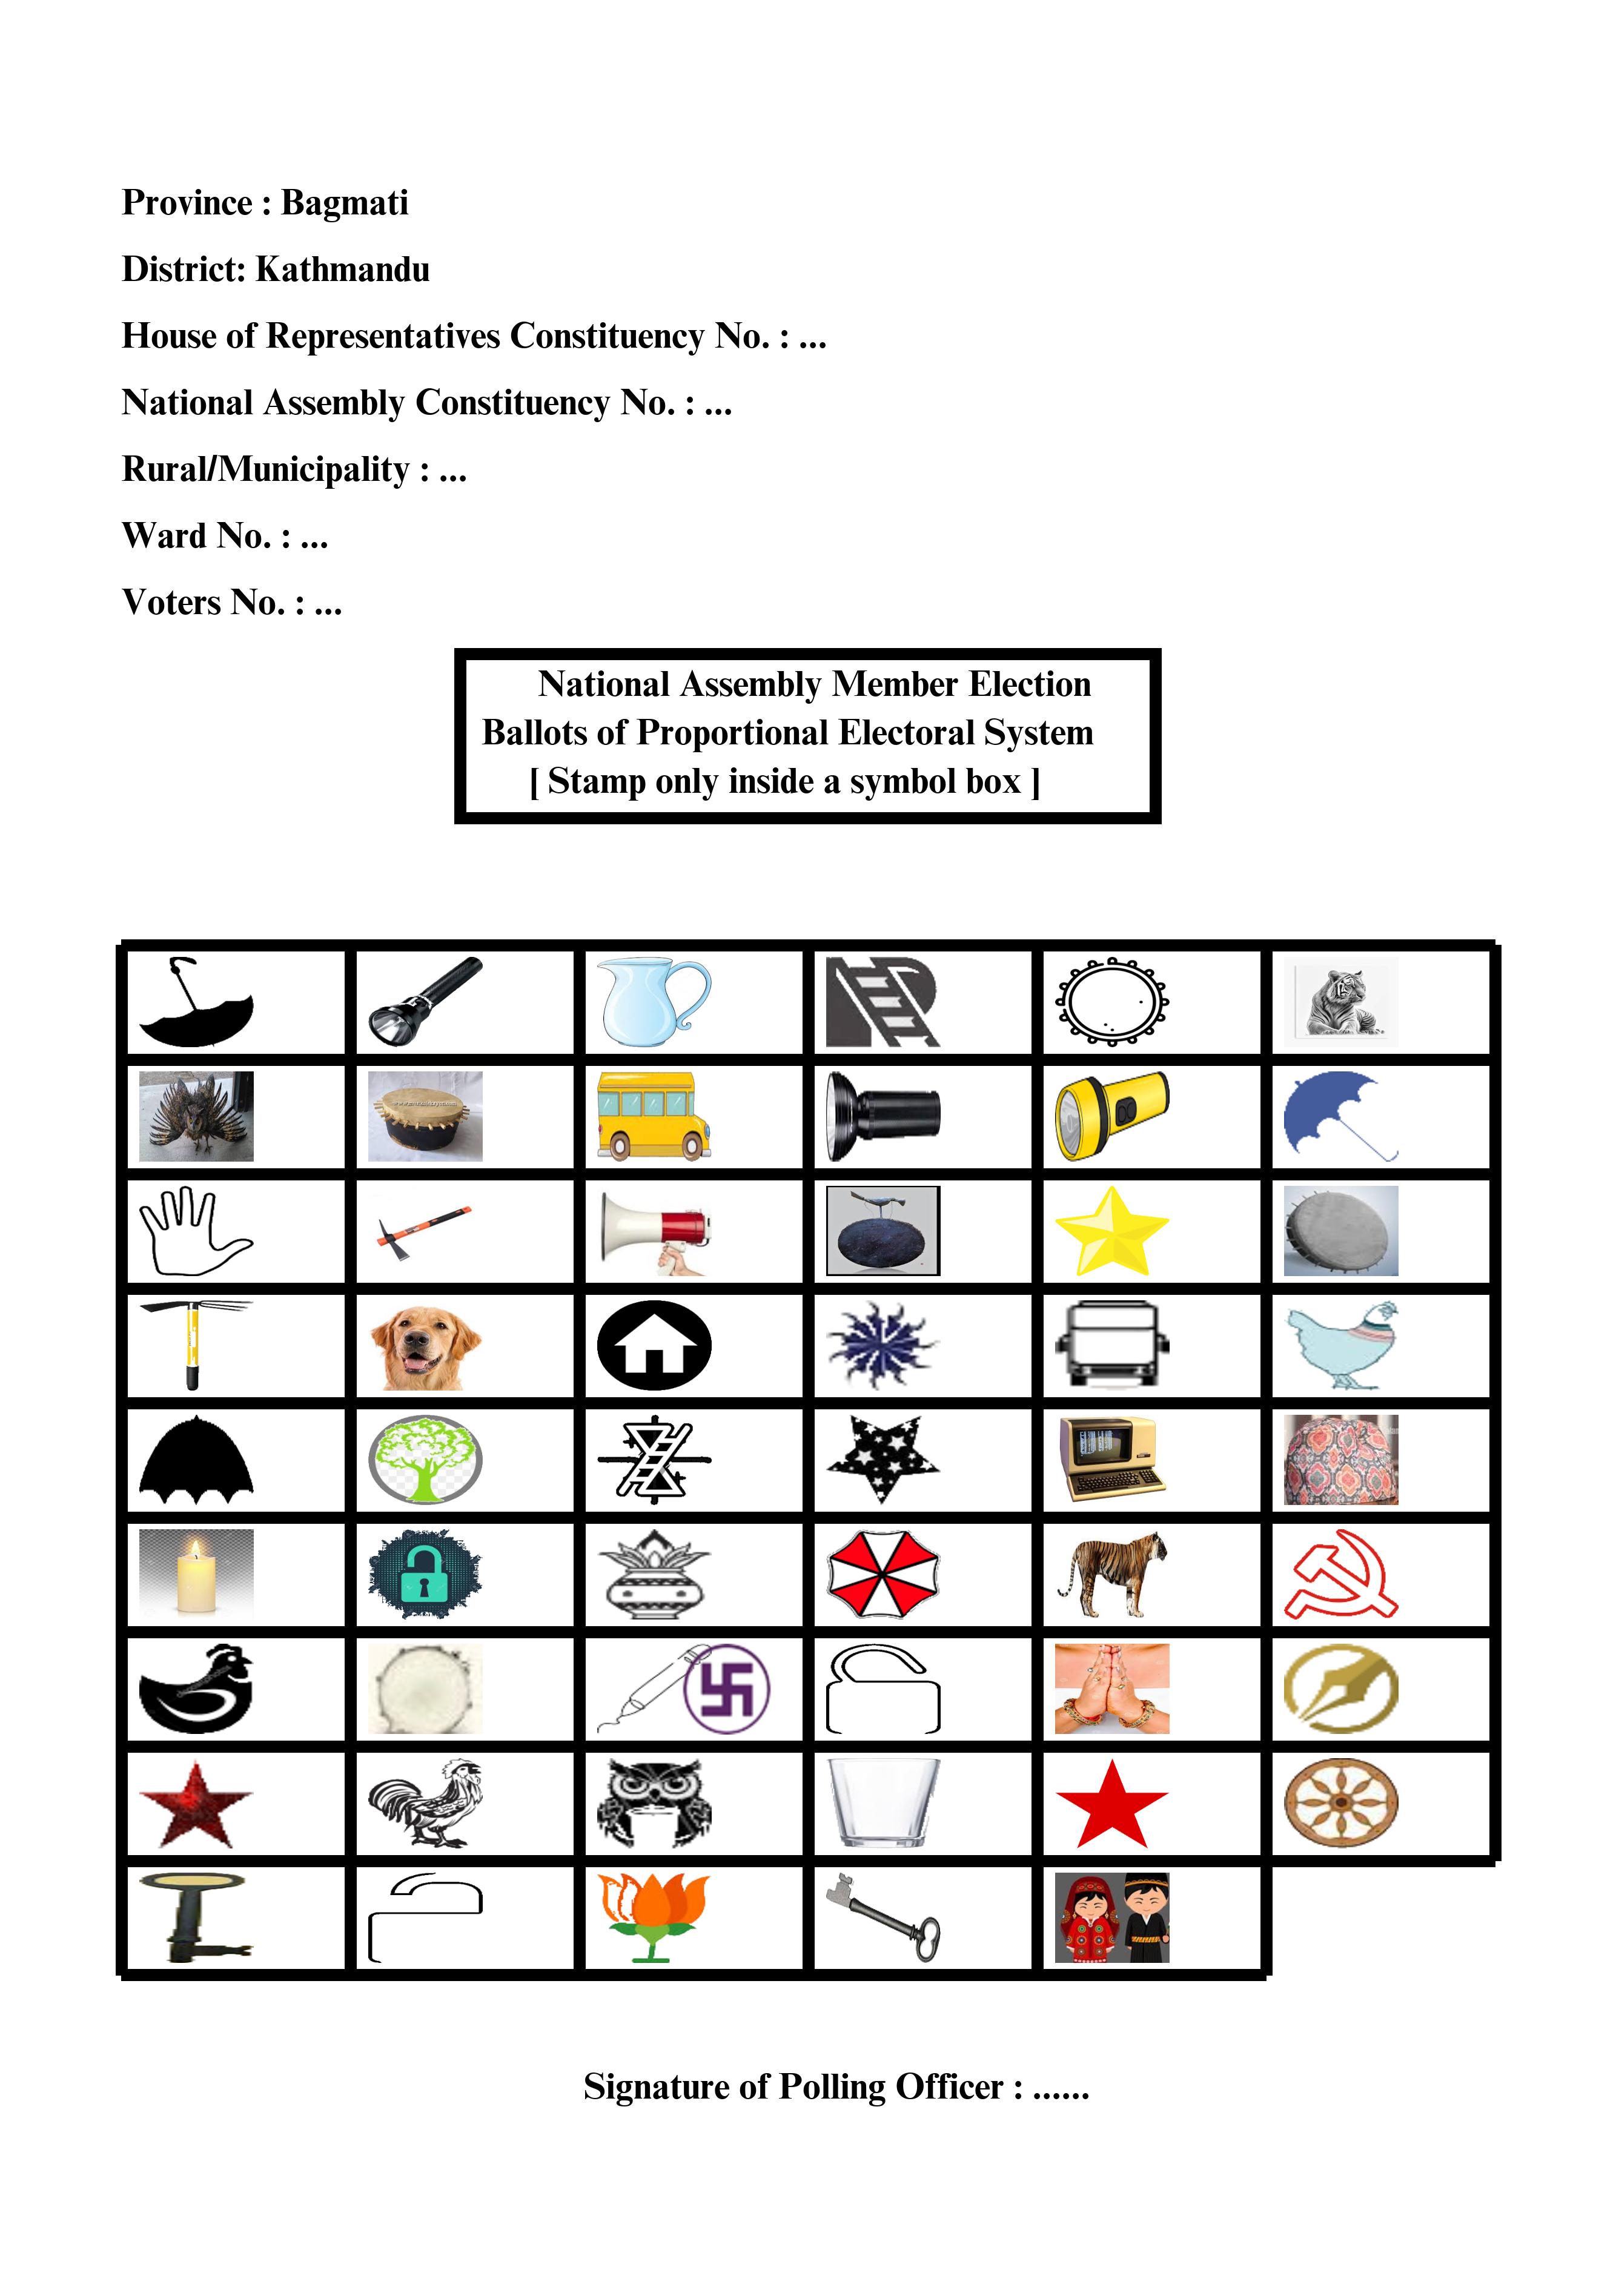 Province : Bagmati
District: Kathmandu
House of Representatives Constituency No. : ...
National Assembly Constituency No. : ...
Rural/Municipality : ...
Ward No. : ...
Voters No. : ...
National Assembly Member Election
Ballots of Proportional Electoral System
[ Stamp only inside a symbol box ]
Signature of Polling Officer : ......